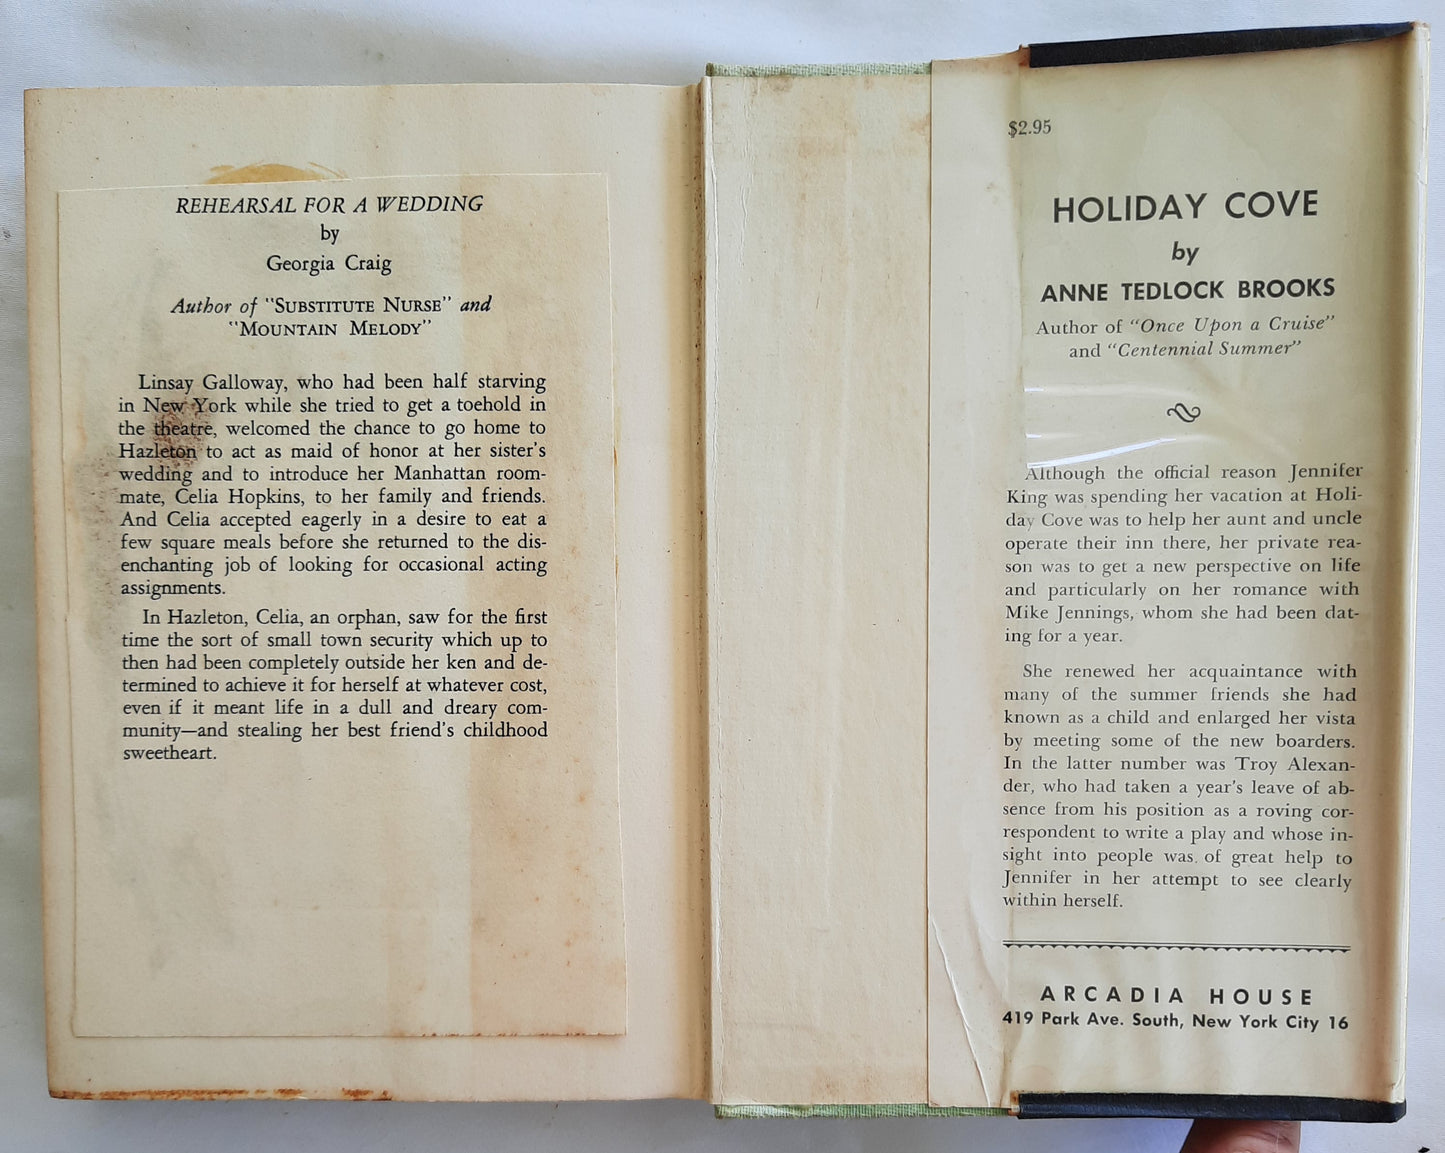 REHEARSAL FOR A WEDDING
by
Georgia Craig
Author of "SUBSTITUTE NURSE" and
"MOUNTAIN MELODY"
Linsay Galloway, who had been half starving
in New York while she tried to get a toehold in
the theatre, welcomed the chance to go home to
Hazleton to act as maid of honor at her sister's
wedding and to introduce her Manhattan room-
mate, Celia Hopkins, to her family and friends.
And Celia accepted eagerly in a desire to eat a
few square meals before she returned to the dis-
enchanting job of looking for occasional acting
assignments.
In Hazleton, Celia, an orphan, saw for the first
time the sort of small town security which up to
then had been completely outside her ken and de-
termined to achieve it for herself at whatever cost,
even if it meant life in a dull and dreary com-
munity—and stealing her best friend's childhood
sweetheart.
$2.95
HOLIDAY COVE
by
ANNE TEDLOCK BROOKS
Author of "Once Upon a Cruise"
and "Centennial Summer"
Although the official reason Jennifer
King was spending her vacation at Holi-
day Cove was to help her aunt and uncle
operate their inn there, her private rea-
son was to get a new perspective on life
and particularly on her romance with
Mike Jennings, whom she had been dat-
ing for a year.
She renewed her acquaintance with
many of the summer friends she had
known as a child and enlarged her vista
by meeting some of the new boarders.
In the latter number was Troy Alexan-
der, who had taken a year's leave of ab-
sence from his position as a roving cor-
respondent to write a play and whose in-
sight into people was of great help to
Jennifer in her attempt to see clearly
within herself.
ARCADIA HOUSE
419 Park Ave. South, New York City 16